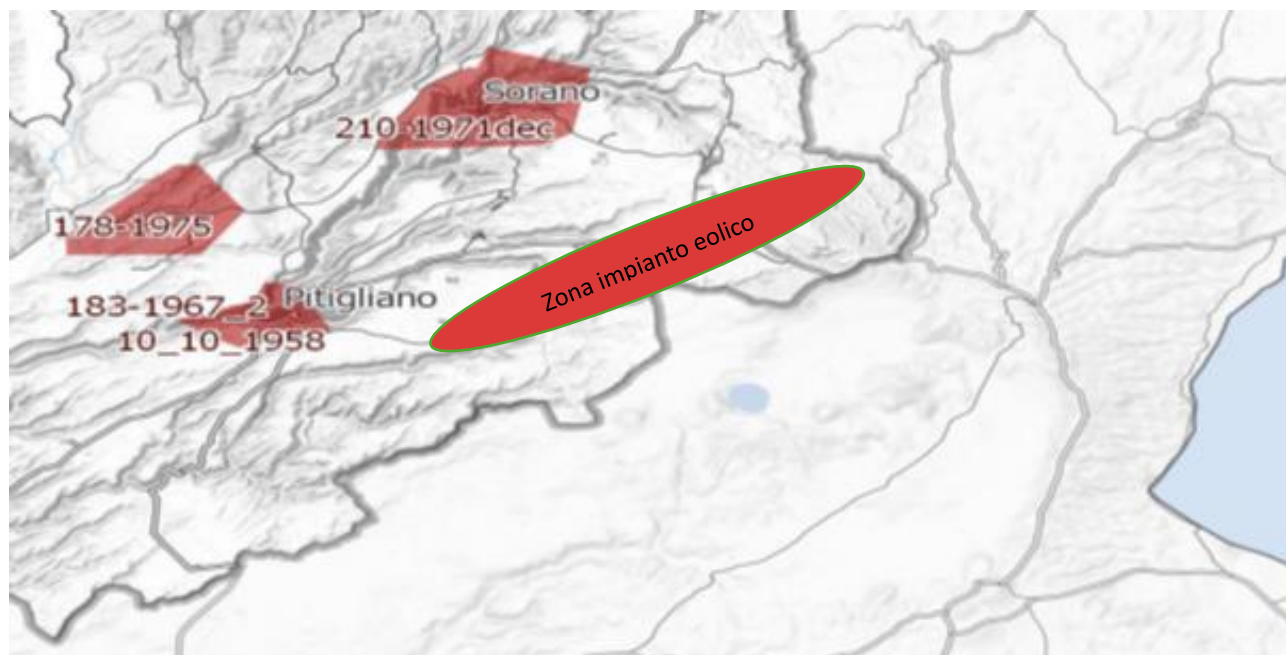 Sorano
210-1971dec
178-1975
Zona impianto eolico
183-1967_2
Pitigliano
10_10_1958